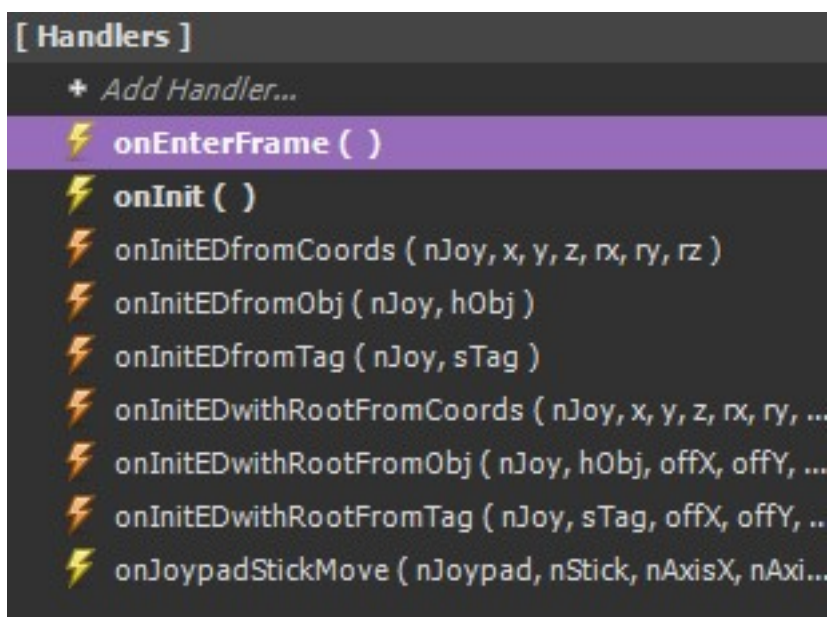 [ Handlers ]
+ Add Handler...
onEnterFrame ( )
onInit ( )
onInitEDfromCoords ( nJoy, x, y, z, rx, ry, rz )
onInitEDfromObj ( nJoy, hObj )
onInitEDfromTag ( nJoy, sTag )
onInitEDwithRootFromCoords ( nJoy, x, y, z, rx, ry, ...
onInitEDwithRootFromObj ( nJoy, hObj, offX, offY, ...
onInitEDwithRootFromTag ( nJoy, sTag, offX, offY, ..
onJoypadStickMove ( nJoypad, nStick, nAxisX, nAxi...